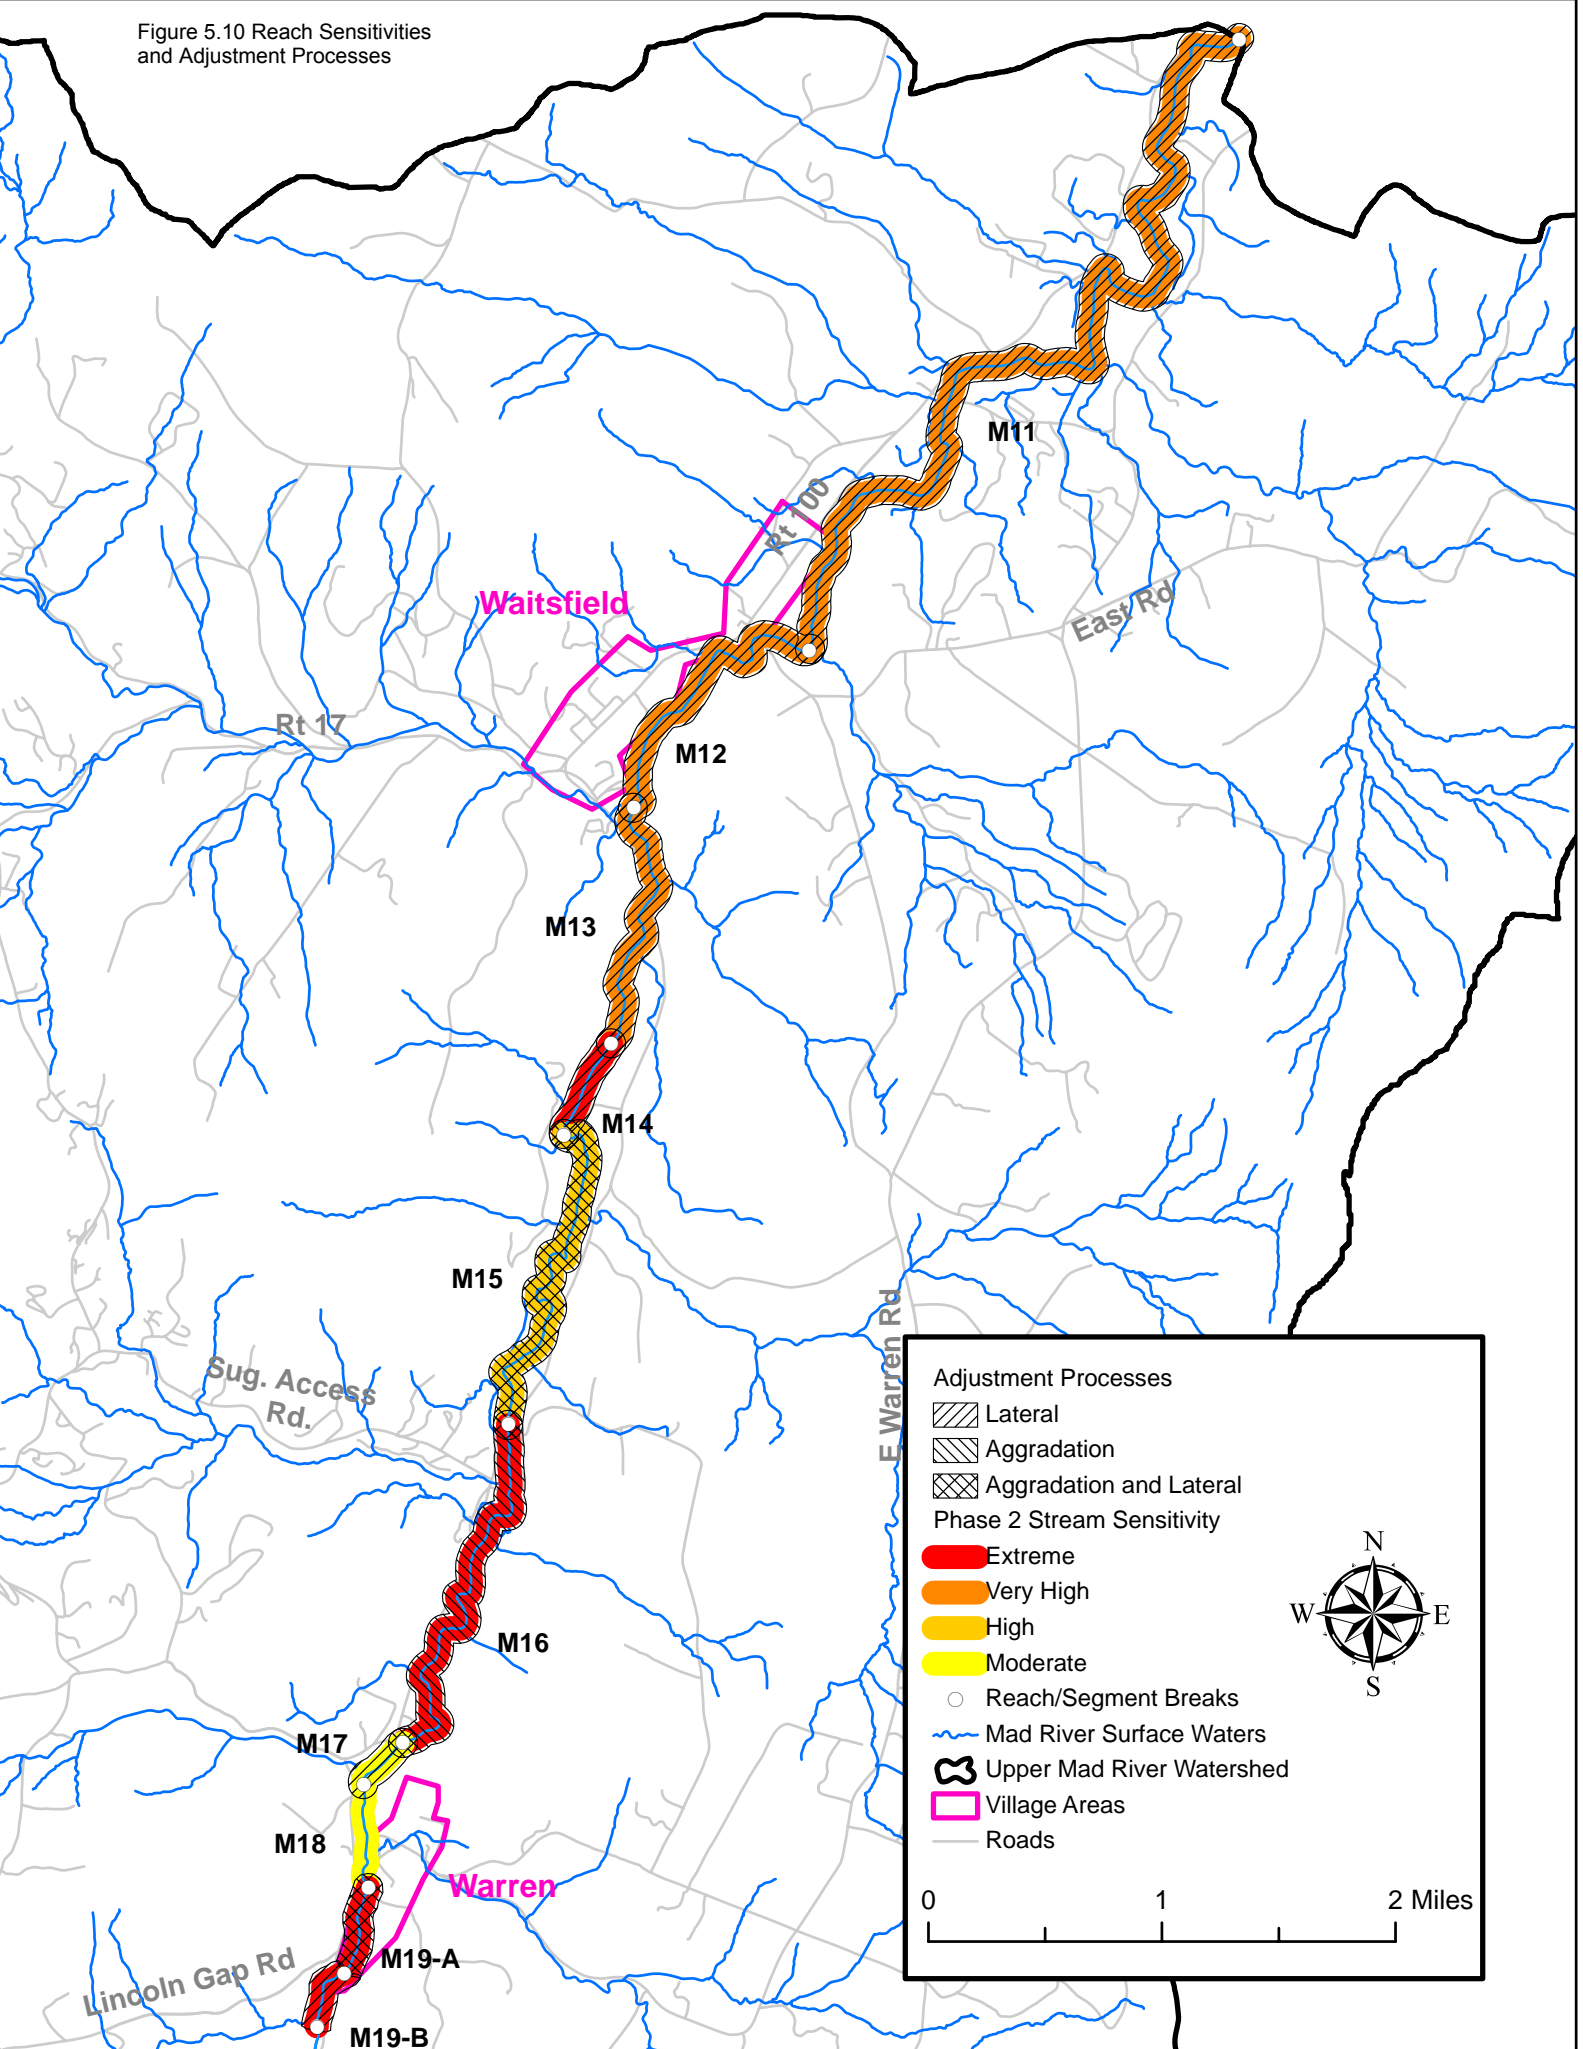 Figure 5.10 Reach Sensitivities
and Adjustment Processes
M11
Rt 100
Waitsfield
East Rd
Rt 17
M12
M13
M14
M15
E Warren Rd
Sug. Access
Rd.
M16
M17
M18
Warren
M19-A
Lincoln Gap Rd
M19-B
Adjustment Processes
Lateral
Aggradation
Aggradation and Lateral
Phase 2 Stream Sensitivity
Extreme
Very High
High
Moderate
Reach/Segment Breaks
Mad River Surface Waters
Upper Mad River Watershed
Village Areas
Roads
N
W E
S
0 1 2 Miles